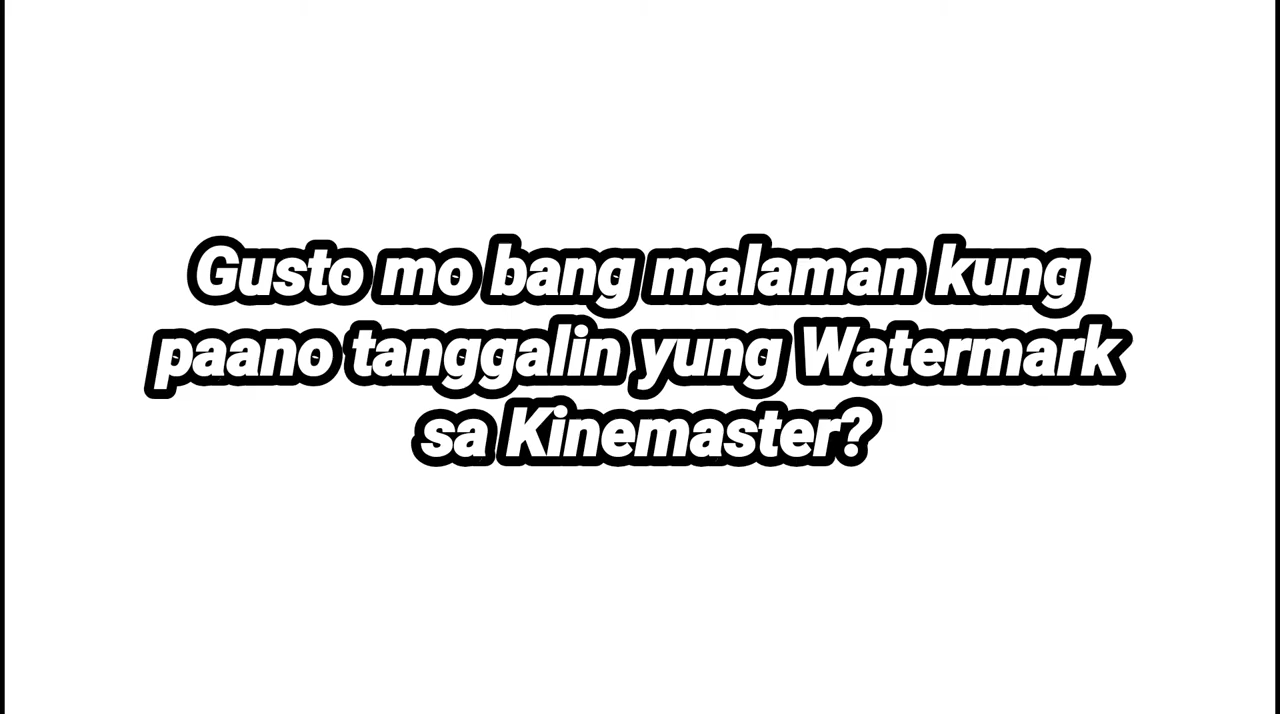 Gusto mo bang malaman kung
paano tanggalin yung Watermark
sa Kinemaster?